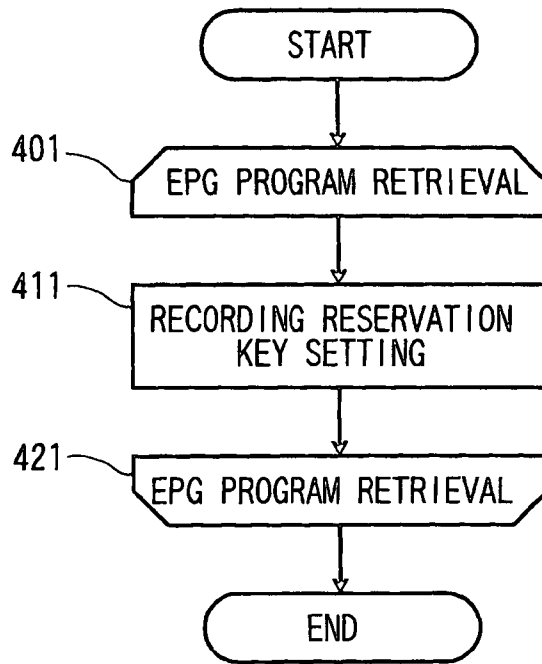 START
401
EPG PROGRAM RETRIEVAL
411
RECORDING RESERVATION
KEY SETTING
421
EPG PROGRAM RETRIEVAL
END